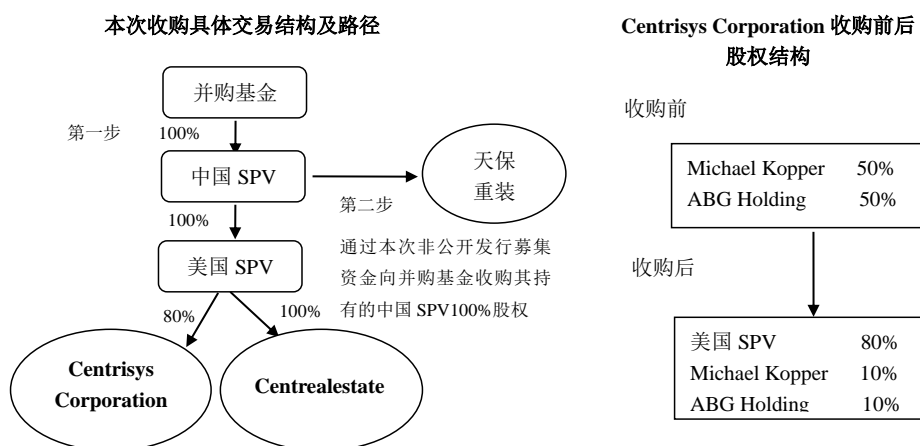 本次收购具体交易结构及路径
并购基金
第一步 100%
中国 SPV
天保
重装
100%
第二步
美国 SPV
通过本次非公开发行募集
资金向并购基金收购其持
有的中国 SPV100%股权
80% 100%
Centrisys
Corporation
Centrealestate
Centrisys Corporation 收购前后
股权结构
收购前
Michael Kopper 50%
ABG Holding 50%
收购后
美国 SPV 80%
Michael Kopper 10%
ABG Holding 10%